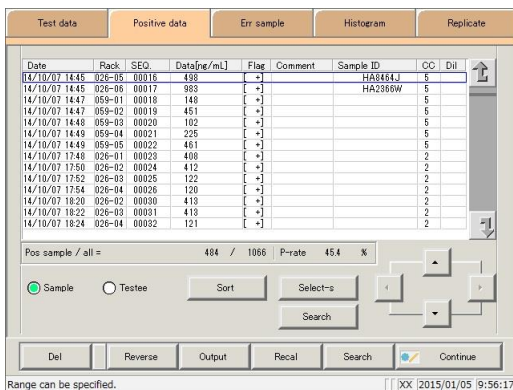 Test data Positive data Err sample Histogram Replicate
Date Rack SEQ. Data[ng/mL] Flag Comment Sample ID CC Dil
14/10/07 14:45 026-05 00016 498 [ +] HA8464J 5
14/10/07 14:45 026-06 00017 983 [ +] HA2366W 5
14/10/07 14:47 059-01 00018 148 [ +] 5
14/10/07 14:47 059-02 00019 451 [ +] 5
14/10/07 14:48 059-03 00020 102 [ +] 5
14/10/07 14:49 059-04 00021 225 [ +] 5
14/10/07 14:49 059-05 00022 461 [ +] 5
14/10/07 17:48 026-01 00023 408 [ +] 2
14/10/07 17:50 026-02 00024 412 [ +] 2
14/10/07 17:52 026-03 00025 122 [ +] 2
14/10/07 17:54 026-04 00026 120 [ +] 2
14/10/07 18:20 026-02 00030 413 [ +] 2
14/10/07 18:22 026-03 00031 413 [ +] 2
14/10/07 18:24 026-04 00032 121 [ +] 2
Pos sample / all = 484 / 1066 P-rate 45.4 %
Sample Testee Sort Select-s
Search
Del Reverse Output Recal Search Continue
Range can be specified. XX 2015/01/05 9:56:17